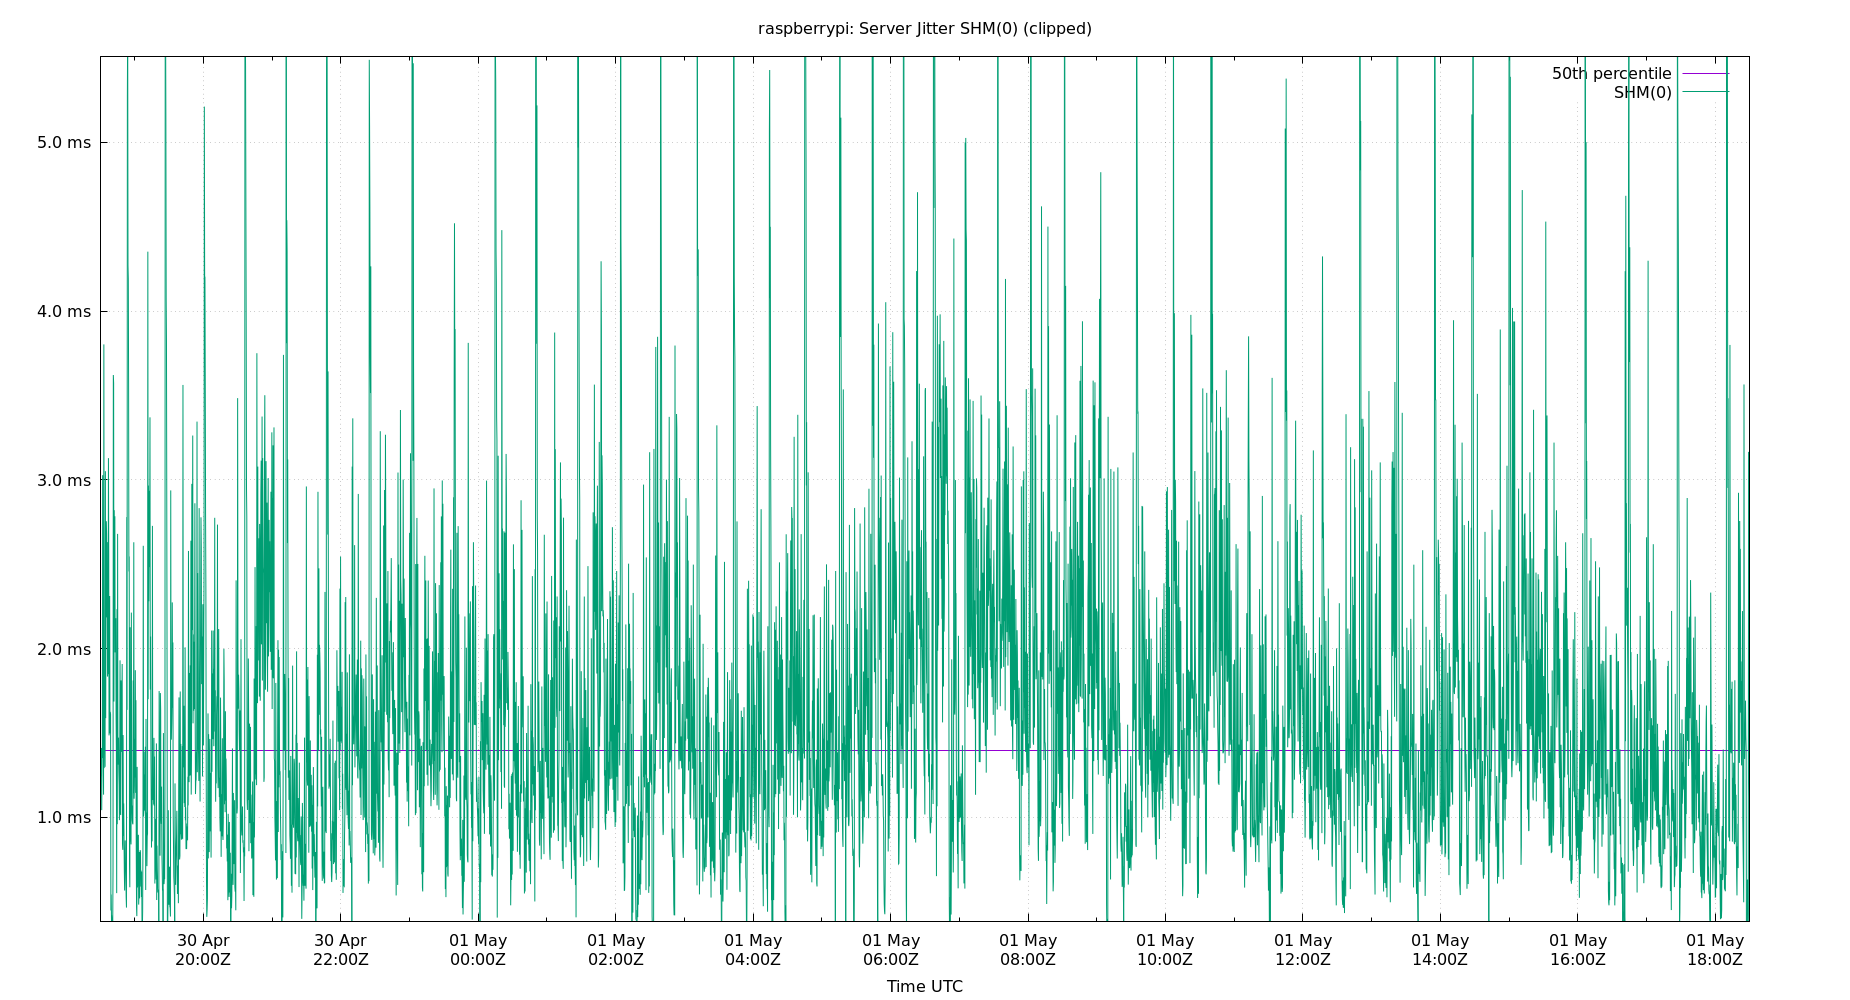 raspberrypi: Server Jitter SHM(0) (clipped)
50th percentile
SHM(0)
5.0 ms
4.0 ms
3.0 ms
2.0 ms
1.0 ms
30 Apr 30 Apr 01 May 01 May 01 May 01 May 01 May 01 May 01 May 01 May 01 May 01 May
20:00Z 22:00Z 00:00Z 02:00Z 04:00Z 06:00Z 08:00Z 10:00Z 12:00Z 14:00Z 16:00Z 18:00Z
Time UTC